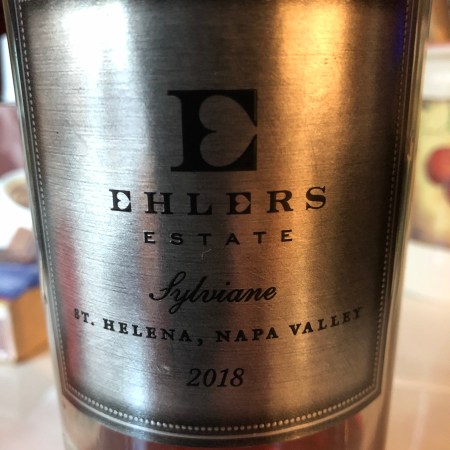 E
EHLERS
ESTATE
Sylviane
ST. HELENA, NAPA VALLEY
2018